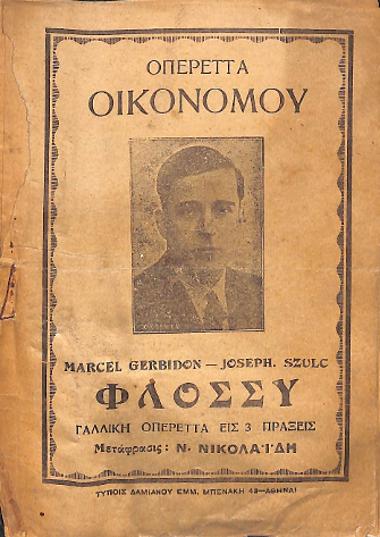 ΟΠΕΡΕΤΤΑ
ΟΙΚΟΝΟΜΟΥ
MARCEL GERBIDON — JOSEPH. SZULC
ΦΛΟΣΣΥ
ΓΑΛΛΙΚΗ ΟΠΕΡΕΤΤΑ ΕΙΣ 3 ΠΡΑΞΕΙΣ
Μετάφρασις: Ν. ΝΙΚΟΛΑ·Ι·ΔΗ
ΤΥΠΟΙΣ ΔΑΜΙΑΝΟΥ ΕΜΜ. ΜΠΕΝΑΚΗ 43—ΑΘΗΝΑΙ